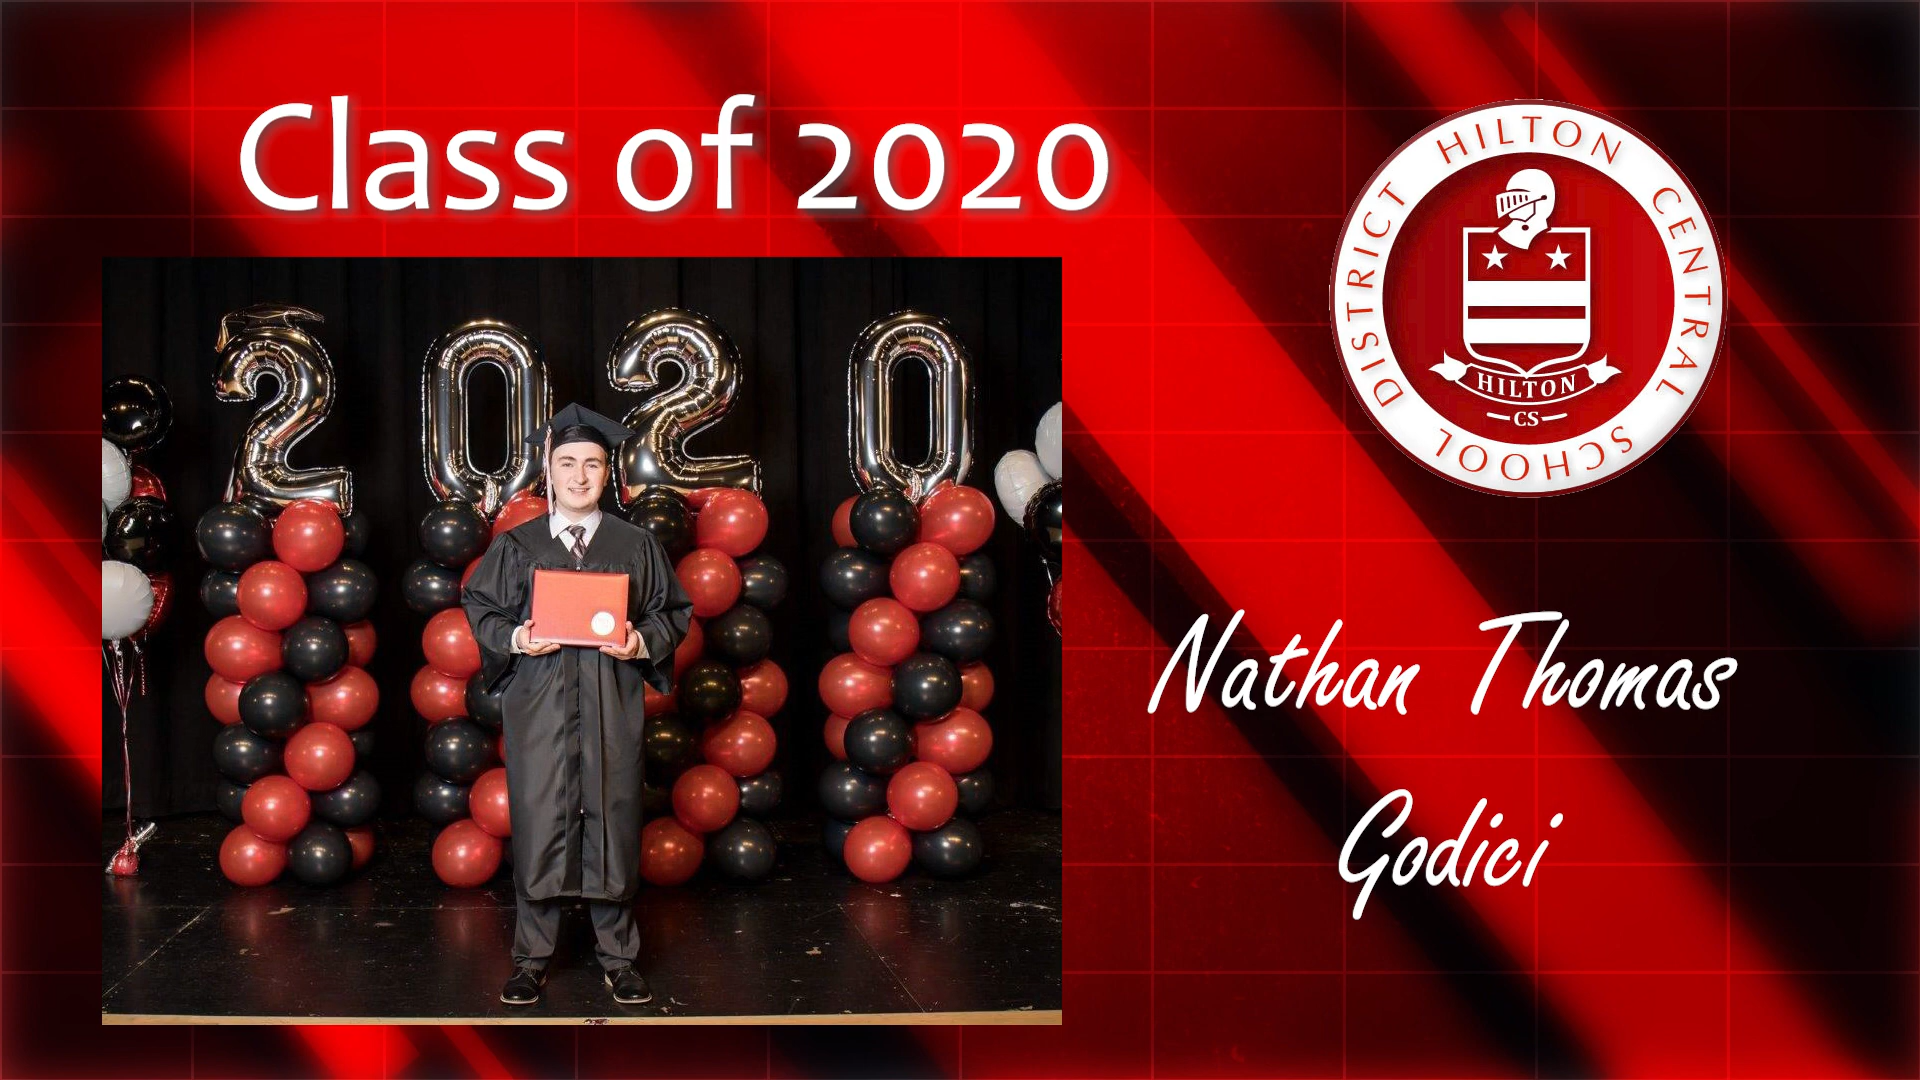 Class of 2020
HILTON CENTRAL SCHOOL DISTRICT
HILTON
CS
2020
Nathan Thomas
Godici